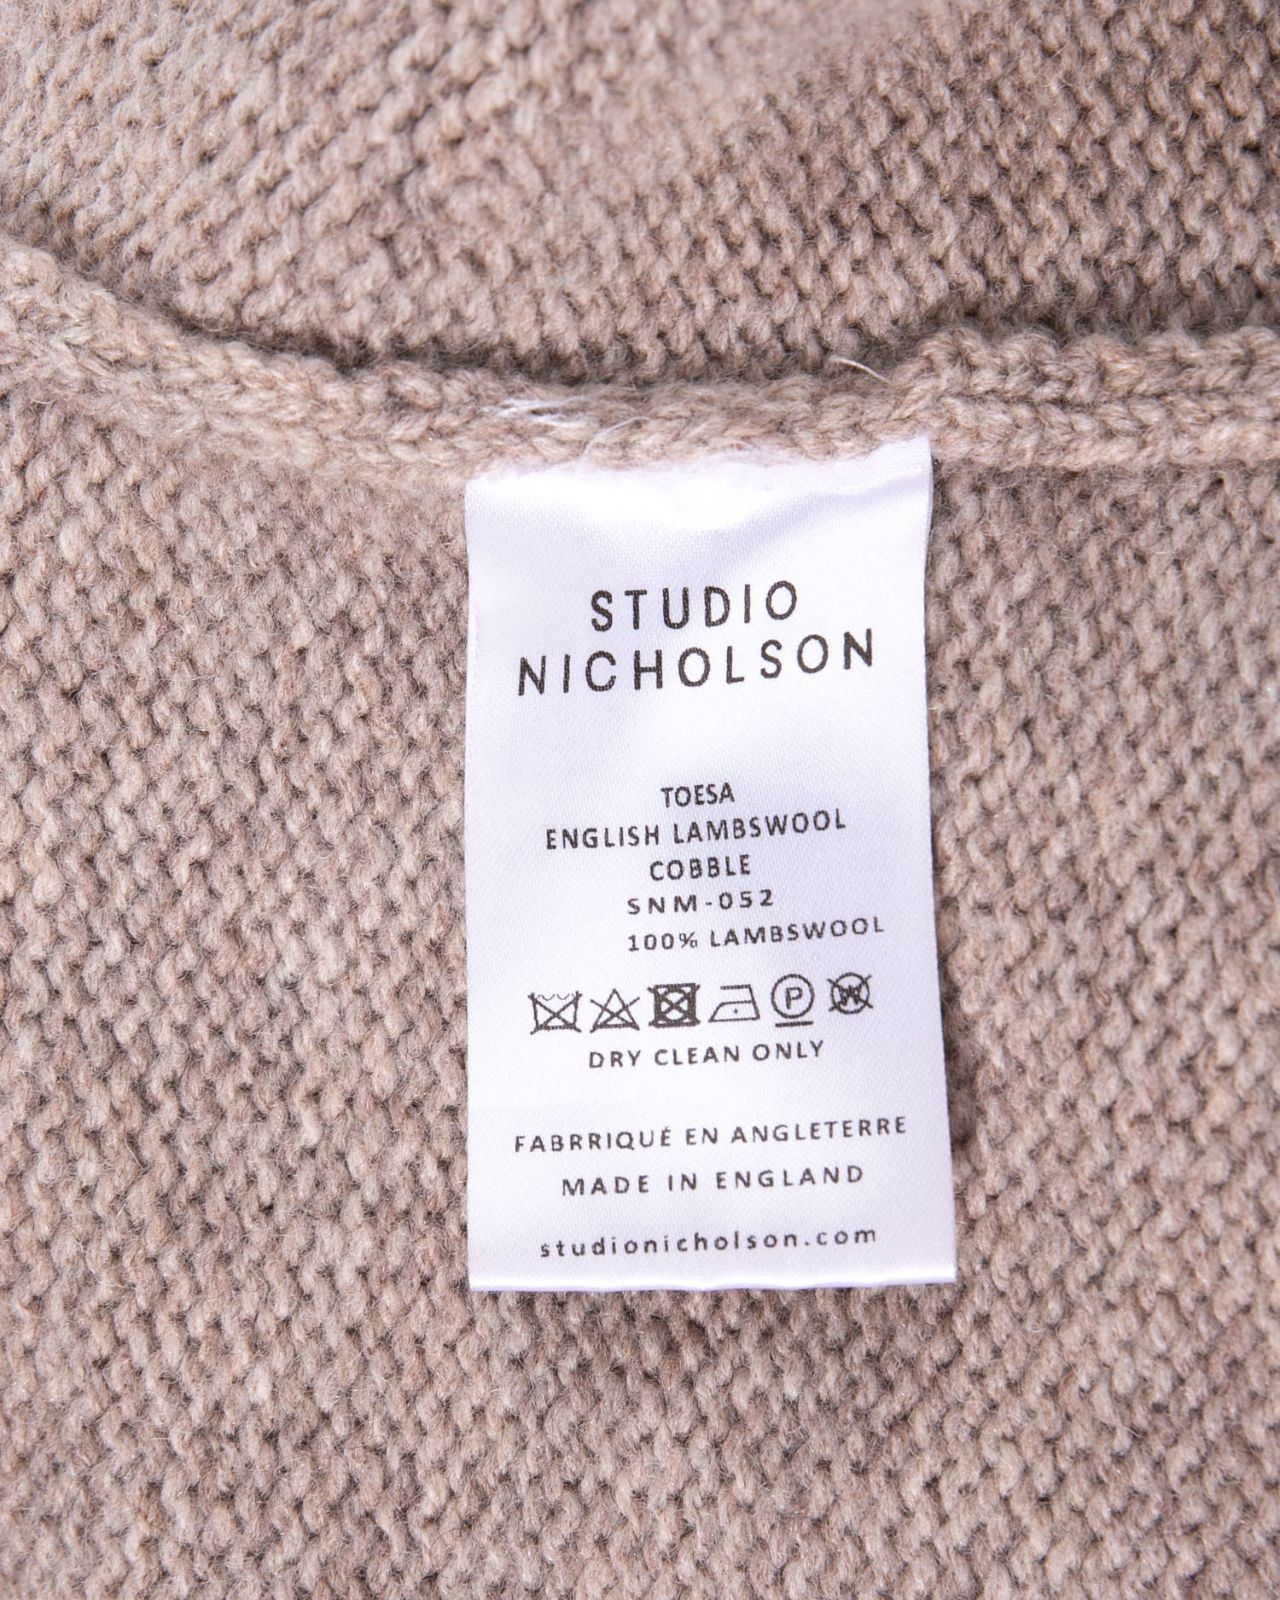 STUDIO
NICHOLSON
TOESA
ENGLISH LAMBSWOOL
COBBLE
SNM-052
100% LAMBSWOOL
P W
DRY CLEAN ONLY
FABRRIQUÉ EN ANGLETERRE
MADE IN ENGLAND
studionicholson.com